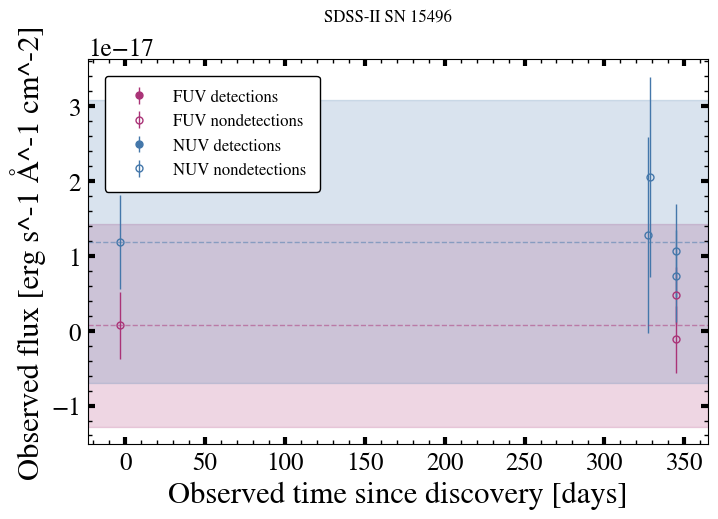 SDSS-II SN 15496
1e−17
FUV detections
FUV nondetections
NUV detections
NUV nondetections
3
2
1
0
−1
0 50 100 150 200 250 300 350
Observed time since discovery [days]
Observed flux [erg s^-1 Å^-1 cm^-2]